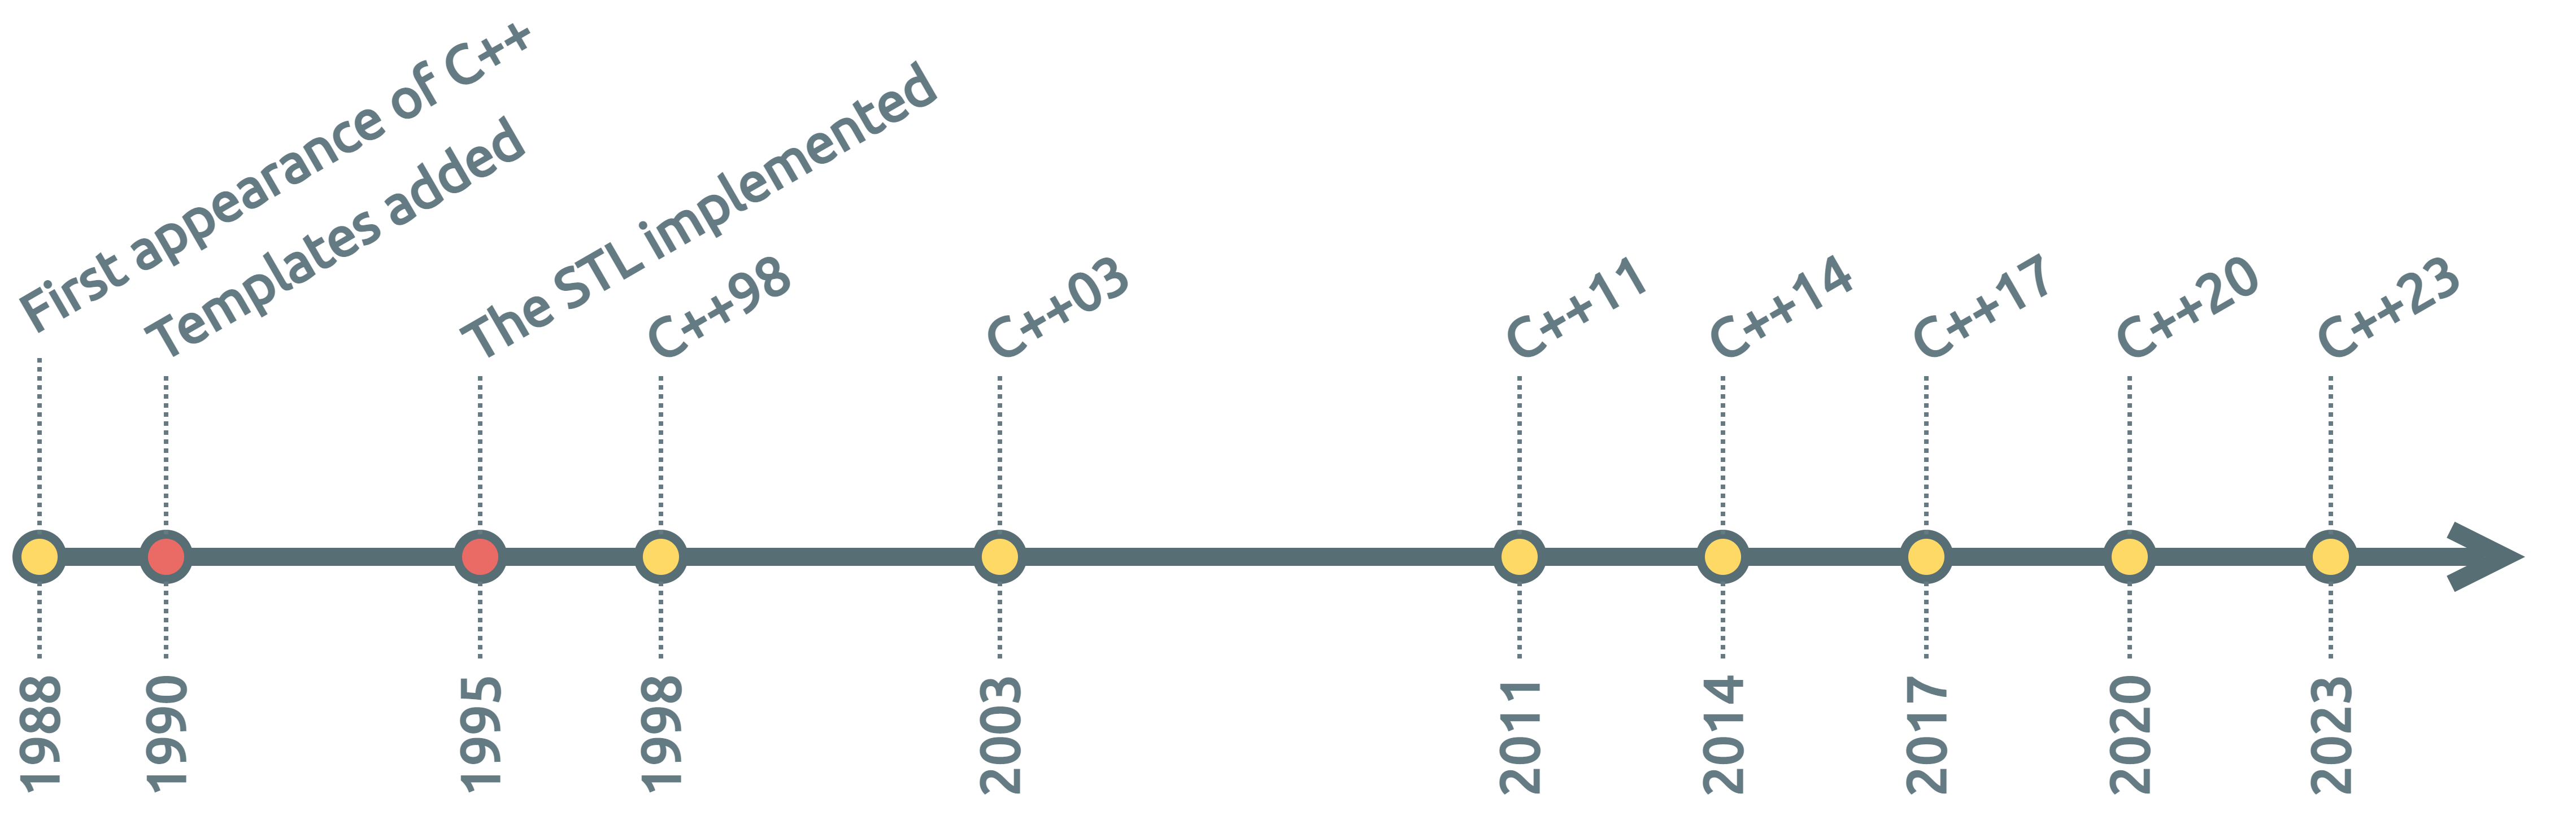 First appearance of C++
Templates added
The STL implemented
C++98
C++03
C++11
C++14
C++17
C++20
C++23
1988
1990
1995
1998
2003
2011
2014
2017
2020
2023